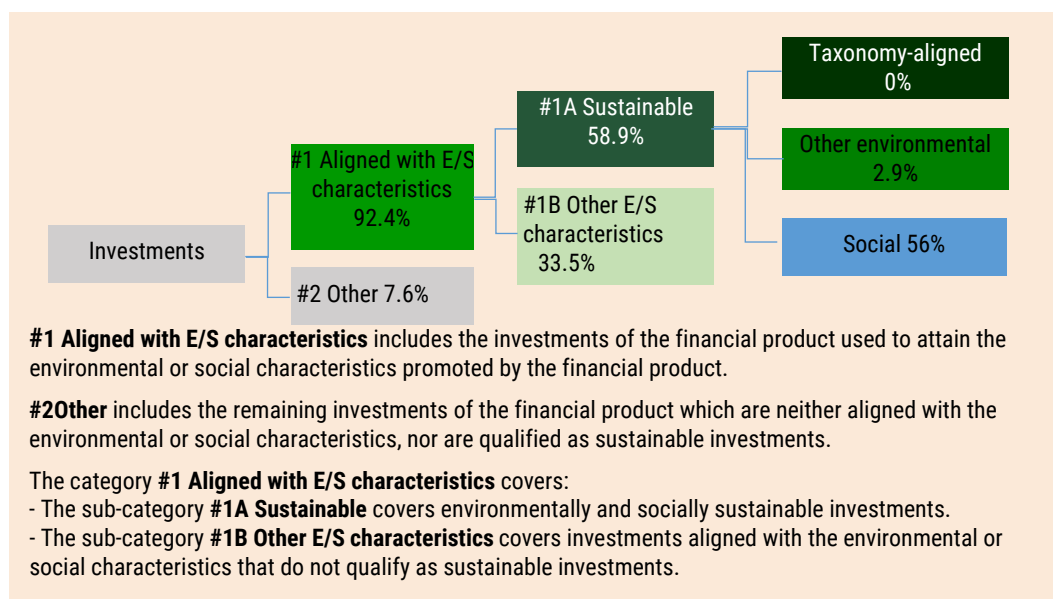 Investments
#1 Aligned with E/S
characteristics
92.4%
#2 Other 7.6%
#1A Sustainable
58.9%
#1B Other E/S
characteristics
33.5%
Taxonomy-aligned
0%
Other environmental
2.9%
Social 56%
#1 Aligned with E/S characteristics includes the investments of the financial product used to attain the
environmental or social characteristics promoted by the financial product.
#2Other includes the remaining investments of the financial product which are neither aligned with the
environmental or social characteristics, nor are qualified as sustainable investments.
The category #1 Aligned with E/S characteristics covers:
- The sub-category #1A Sustainable covers environmentally and socially sustainable investments.
- The sub-category #1B Other E/S characteristics covers investments aligned with the environmental or
social characteristics that do not qualify as sustainable investments.